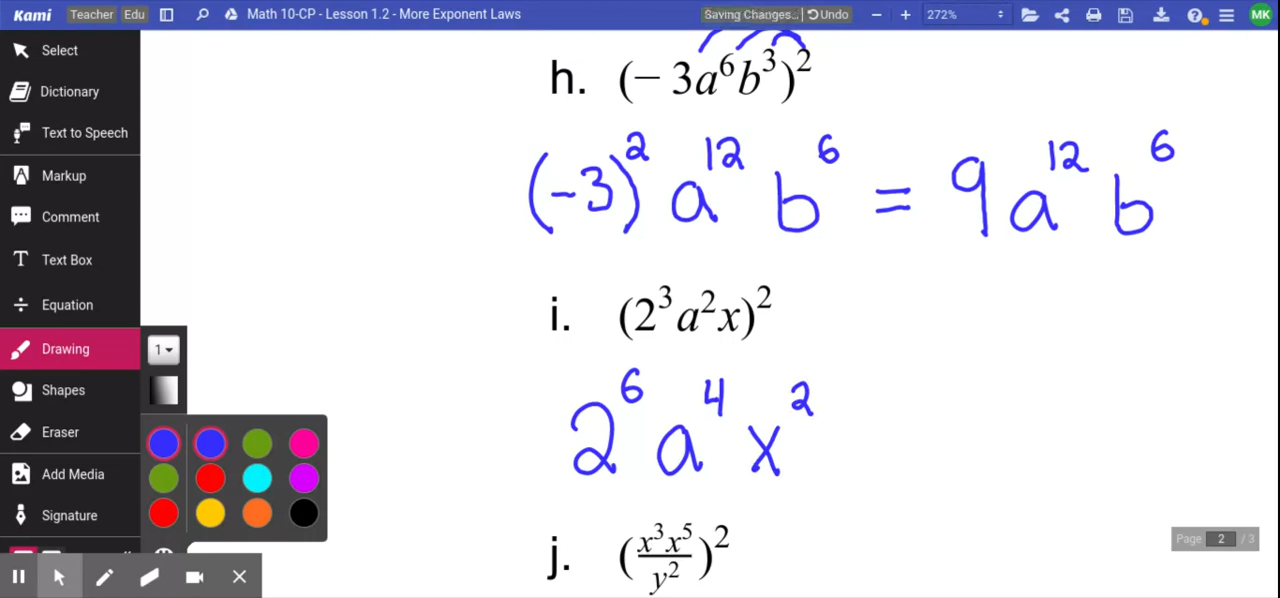 Kami Teacher Edu Math 10-CP - Lesson 1.2 - More Exponent Laws Saving Changes... Undo − + 272% MK
Select
Dictionary
Text to Speech
Markup
Comment
Text Box
Equation
Drawing
1
Shapes
Eraser
Add Media
Signature
h. (− 3a⁶b³)²
(-3)² a¹² b⁶ = 9 a¹² b⁶
i. (2³a²x)²
2⁶ a⁴ x²
j. (x³x⁵/y²)²
Page 2 / 3